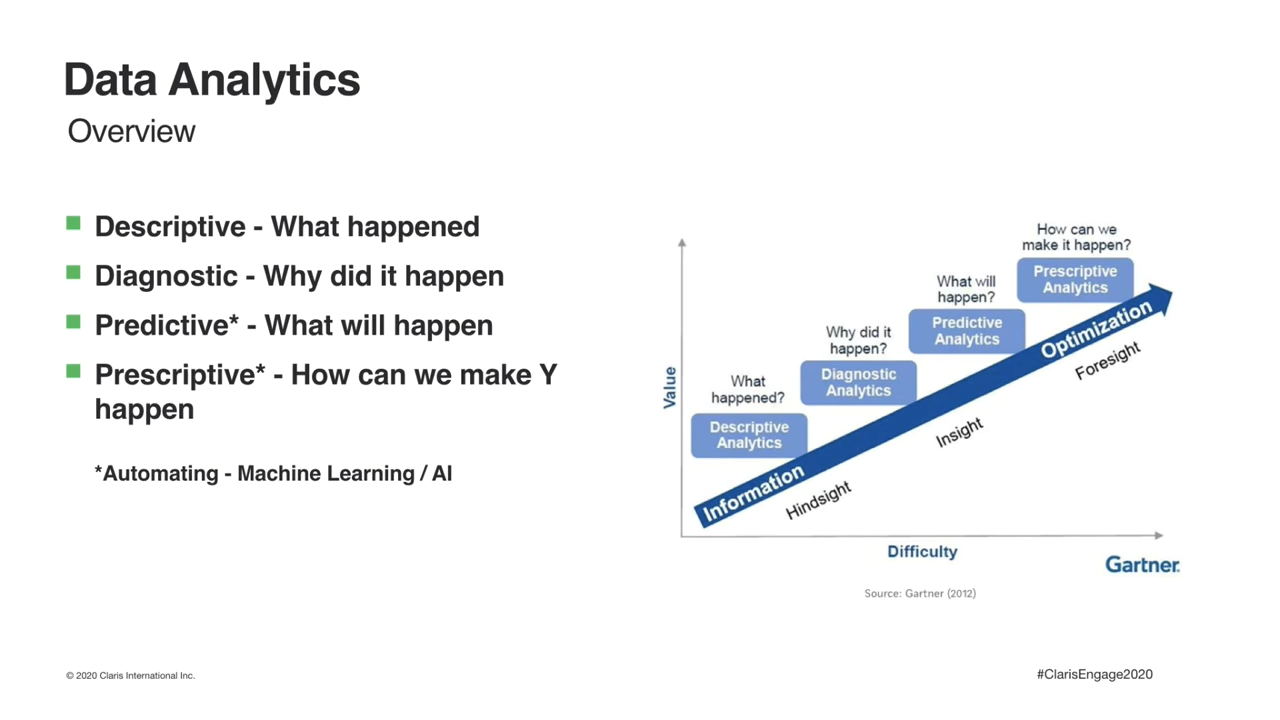 Data Analytics
Overview
Descriptive - What happened
Diagnostic - Why did it happen
Predictive* - What will happen
Prescriptive* - How can we make Y
happen
*Automating - Machine Learning / AI
How can we
make it happen?
Prescriptive
Analytics
What will
happen?
Predictive
Analytics
Why did it
happen?
Diagnostic
Analytics
What
happened?
Descriptive
Analytics
Value
Information
Optimization
Hindsight
Insight
Foresight
Difficulty
Gartner
Source: Gartner (2012)
© 2020 Claris International Inc.
#ClarisEngage2020